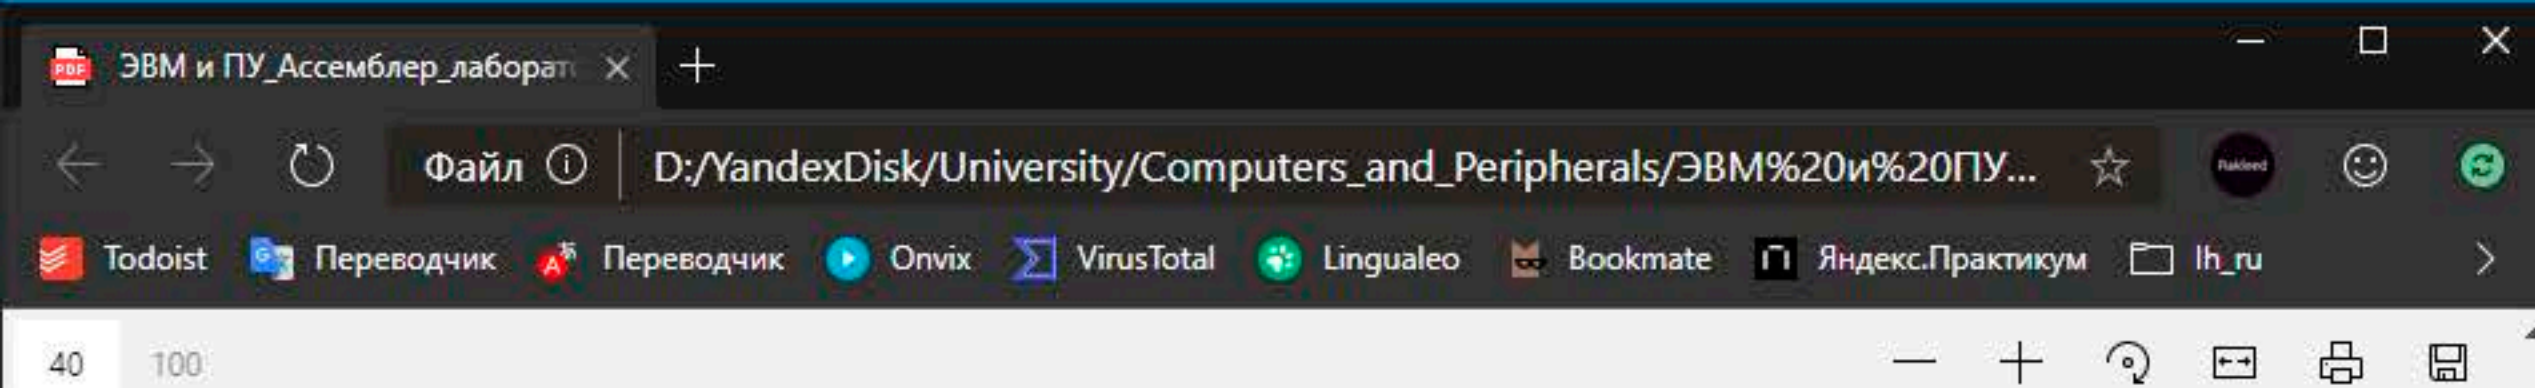 ЭВМ и ПУ_Ассемблер_лаборат
Файл D:/YandexDisk/University/Computers_and_Peripherals/ЭВМ%20и%20ПУ...
Rakleed
Todoist Переводчик Переводчик Onvix VirusTotal Lingualeo Bookmate Яндекс.Практикум lh_ru
40 100